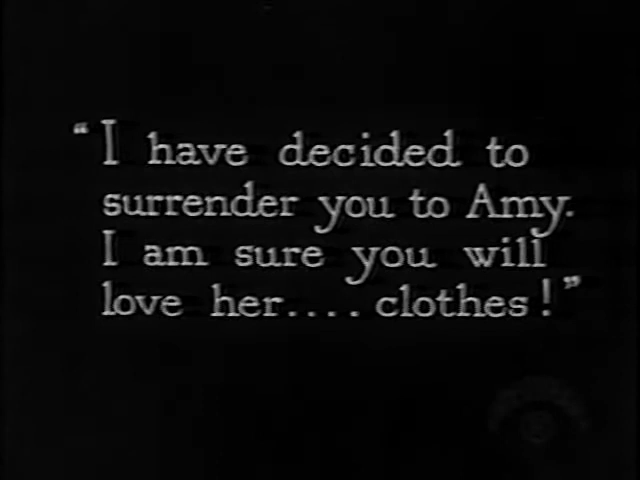 “I have decided to
surrender you to Amy.
I am sure you will
love her.... clothes!”